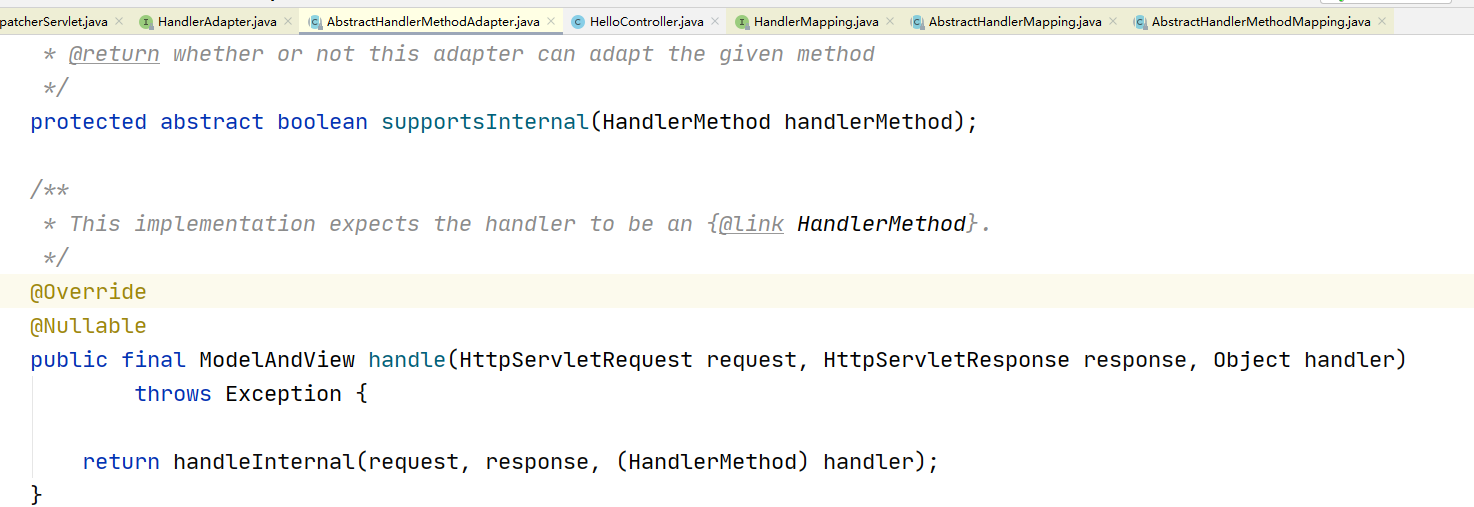 patcherServlet.java HandlerAdapter.java AbstractHandlerMethodAdapter.java HelloController.java HandlerMapping.java AbstractHandlerMapping.java AbstractHandlerMethodMapping.java
* @return whether or not this adapter can adapt the given method
*/
protected abstract boolean supportsInternal(HandlerMethod handlerMethod);
/**
* This implementation expects the handler to be an {@link HandlerMethod}.
*/
@Override
@Nullable
public final ModelAndView handle(HttpServletRequest request, HttpServletResponse response, Object handler)
throws Exception {
return handleInternal(request, response, (HandlerMethod) handler);
}